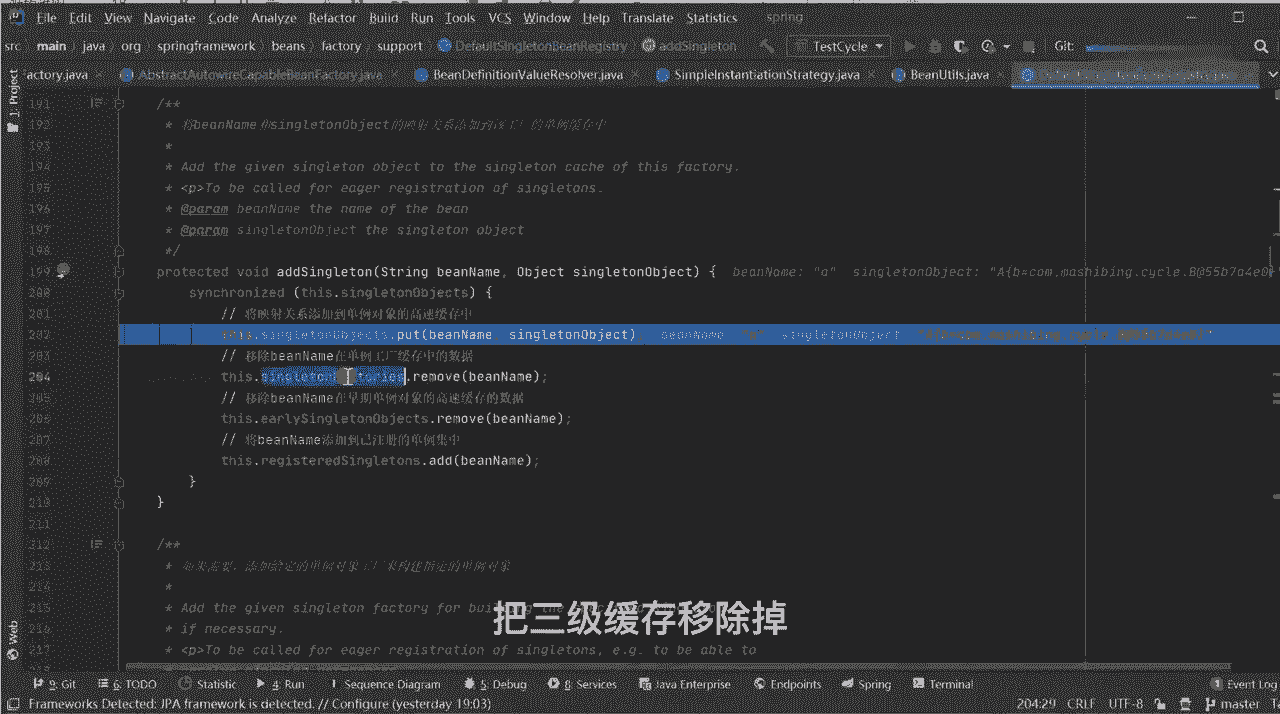 File Edit View Navigate Code Analyze Refactor Build Run Tools VCS Window Help Translate Statistics spring
src main java org springframework beans factory support DefaultSingletonBeanRegistry addSingleton TestCycle Git:
actory.java AbstractAutowireCapableBeanFactory.java BeanDefinitionValueResolver.java SimpleInstantiationStrategy.java BeanUtils.java
1: Project
191 /**
192 * 将beanName和singletonObject的映射关系添加到该工厂的单例缓存中
193 *
194 * Add the given singleton object to the singleton cache of this factory.
195 * <p>To be called for eager registration of singletons.
196 * @param beanName the name of the bean
197 * @param singletonObject the singleton object
198 */
199 protected void addSingleton(String beanName, Object singletonObject) { beanName: "a" singletonObject: "A{b=com.mashibing.cycle.B@55b7a4e0
200 synchronized (this.singletonObjects) {
201 // 将映射关系添加到单例对象的高速缓存中
202 this.singletonObjects.put(beanName, singletonObject) beanName: "a" singletonObject:
203 // 移除beanName在单例工厂缓存中的数据
204 this.singletonFactories.remove(beanName);
205 // 移除beanName在早期单例对象的高速缓存的数据
206 this.earlySingletonObjects.remove(beanName);
207 // 将beanName添加到已注册的单例集中
208 this.registeredSingletons.add(beanName);
209 }
210 }
211
212 /**
213 * 如果需要，添加给定的单例对象工厂来构建指定的单例对象
214 *
215 * Add the given singleton factory for building the
216 * if necessary.
217 * <p>To be called for eager registration of singletons, e.g. to be able to
把三级缓存移除掉
Web
9: Git 6: TODO Statistic 4: Run Sequence Diagram 5: Debug 8: Services Java Enterprise Endpoints Spring Terminal 1 Event Log
Frameworks Detected: JPA framework is detected. // Configure (yesterday 19:03) 204:29 CRLF UTF-8 master